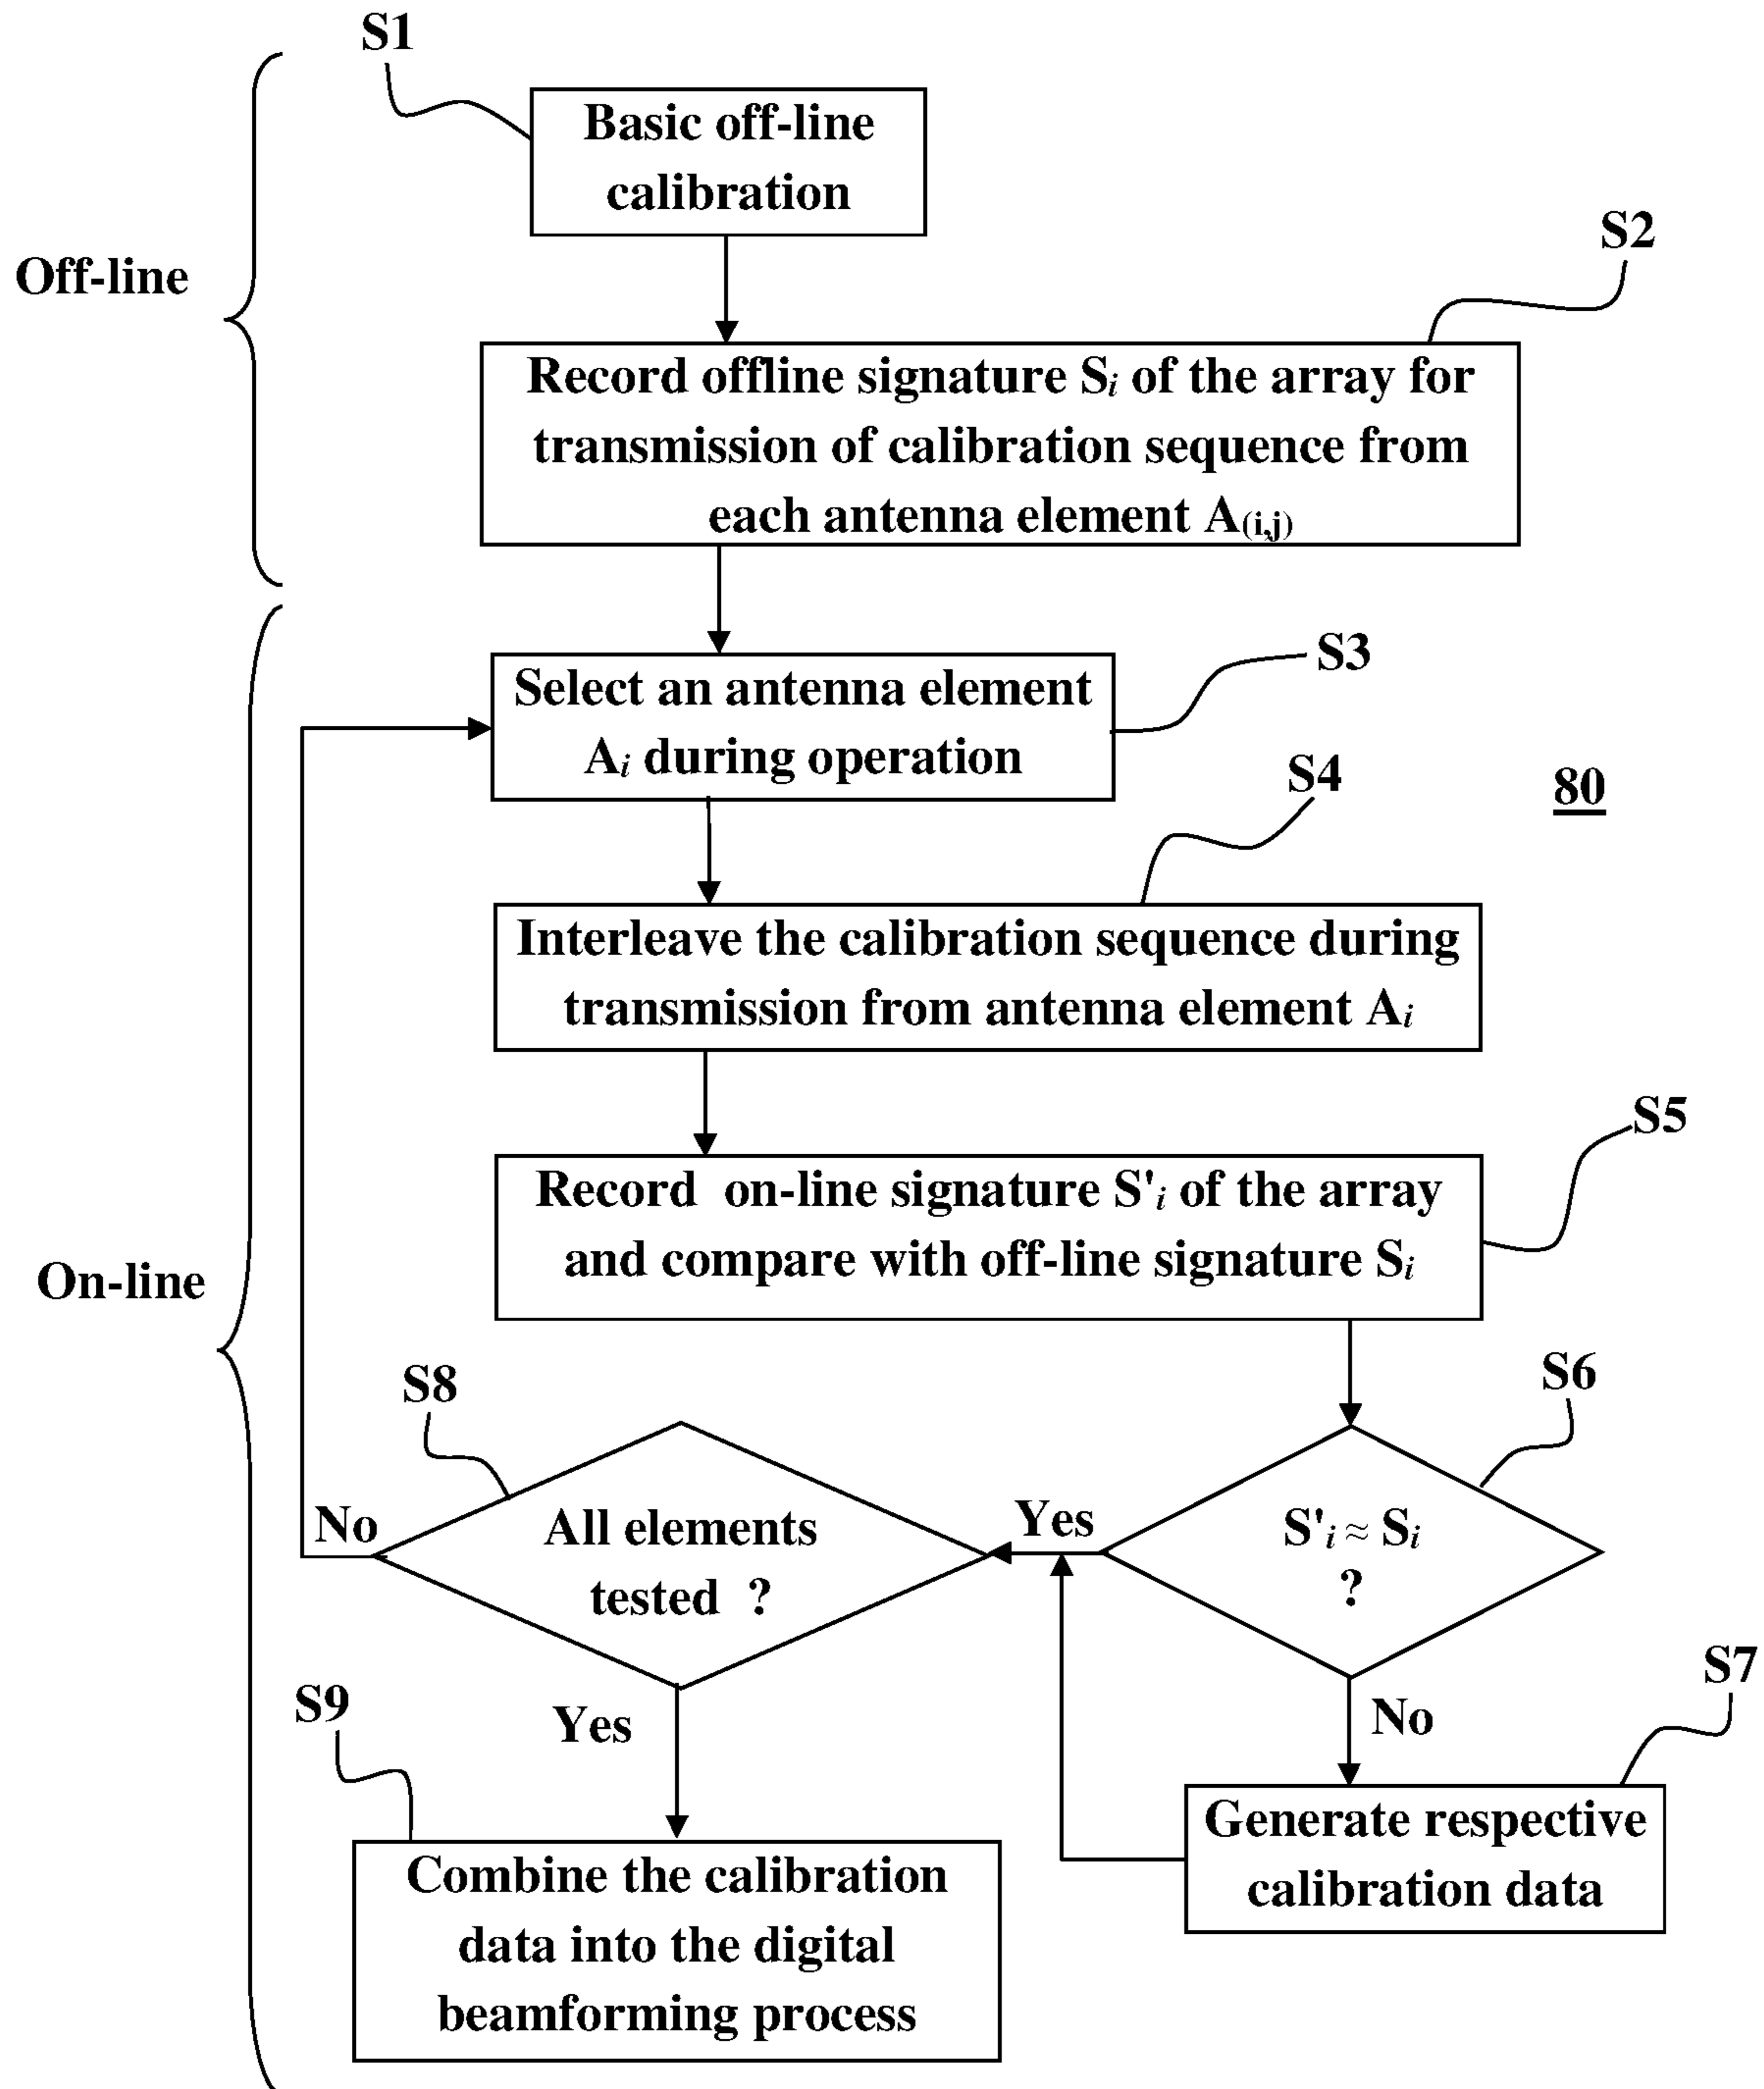 S1
Basic off-line
calibration
S2
Off-line
Record offline signature Si of the array for
transmission of calibration sequence from
each antenna element A(i,j)
S3
Select an antenna element
Ai during operation
S4
80
Interleave the calibration sequence during
transmission from antenna element Ai
S5
Record on-line signature S'i of the array
and compare with off-line signature Si
On-line
S6
S8
S'i ≈ Si
?
Yes
All elements
tested ?
No
S7
No
Generate respective
calibration data
S9
Yes
Combine the calibration
data into the digital
beamforming process